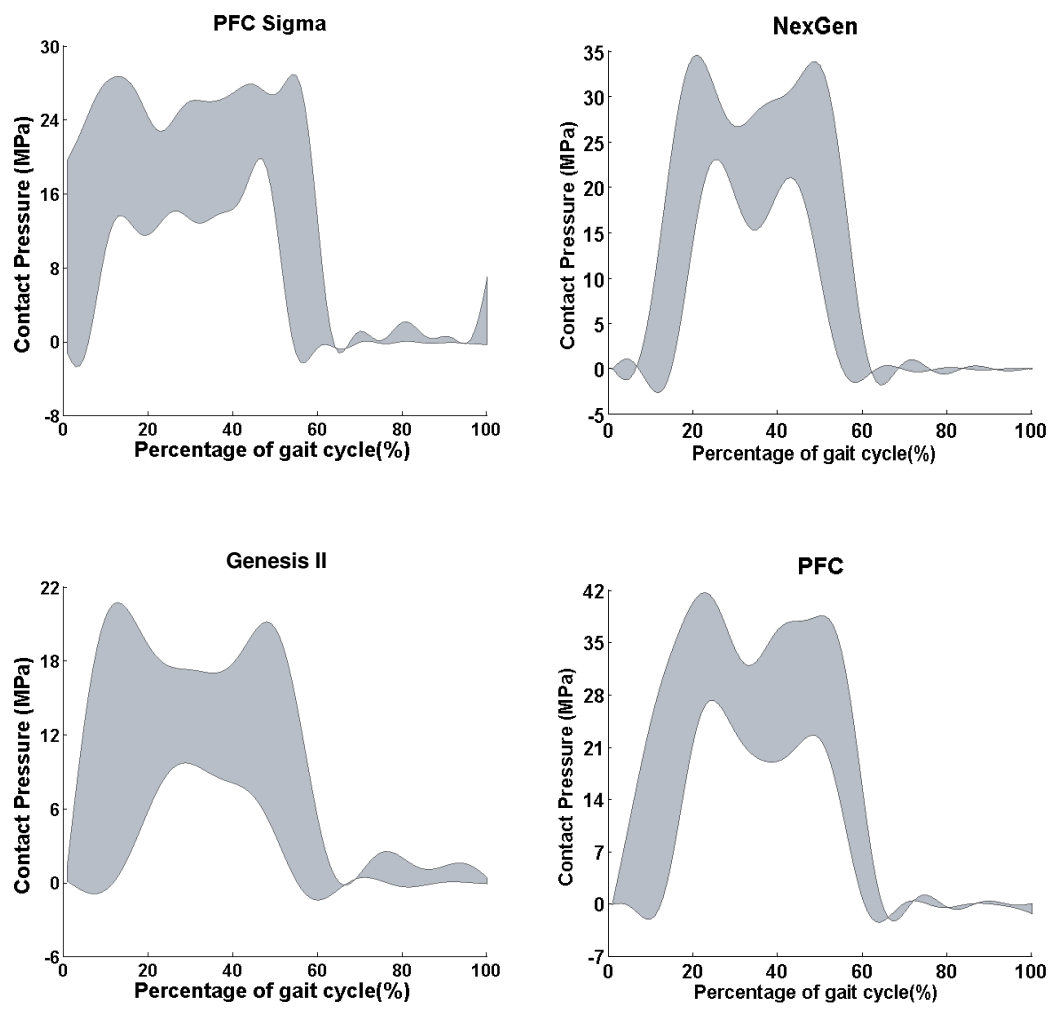 PFC Sigma
30
24
16
8
0
-8
Contact Pressure (MPa)
0 20 40 60 80 100
Percentage of gait cycle(%)
NexGen
35
30
25
20
15
10
5
0
-5
Contact Pressure (MPa)
0 20 40 60 80 100
Percentage of gait cycle(%)
Genesis II
22
18
12
6
0
-6
Contact Pressure (MPa)
0 20 40 60 80 100
Percentage of gait cycle(%)
PFC
42
35
28
21
14
7
0
-7
Contact Pressure (MPa)
0 20 40 60 80 100
Percentage of gait cycle(%)